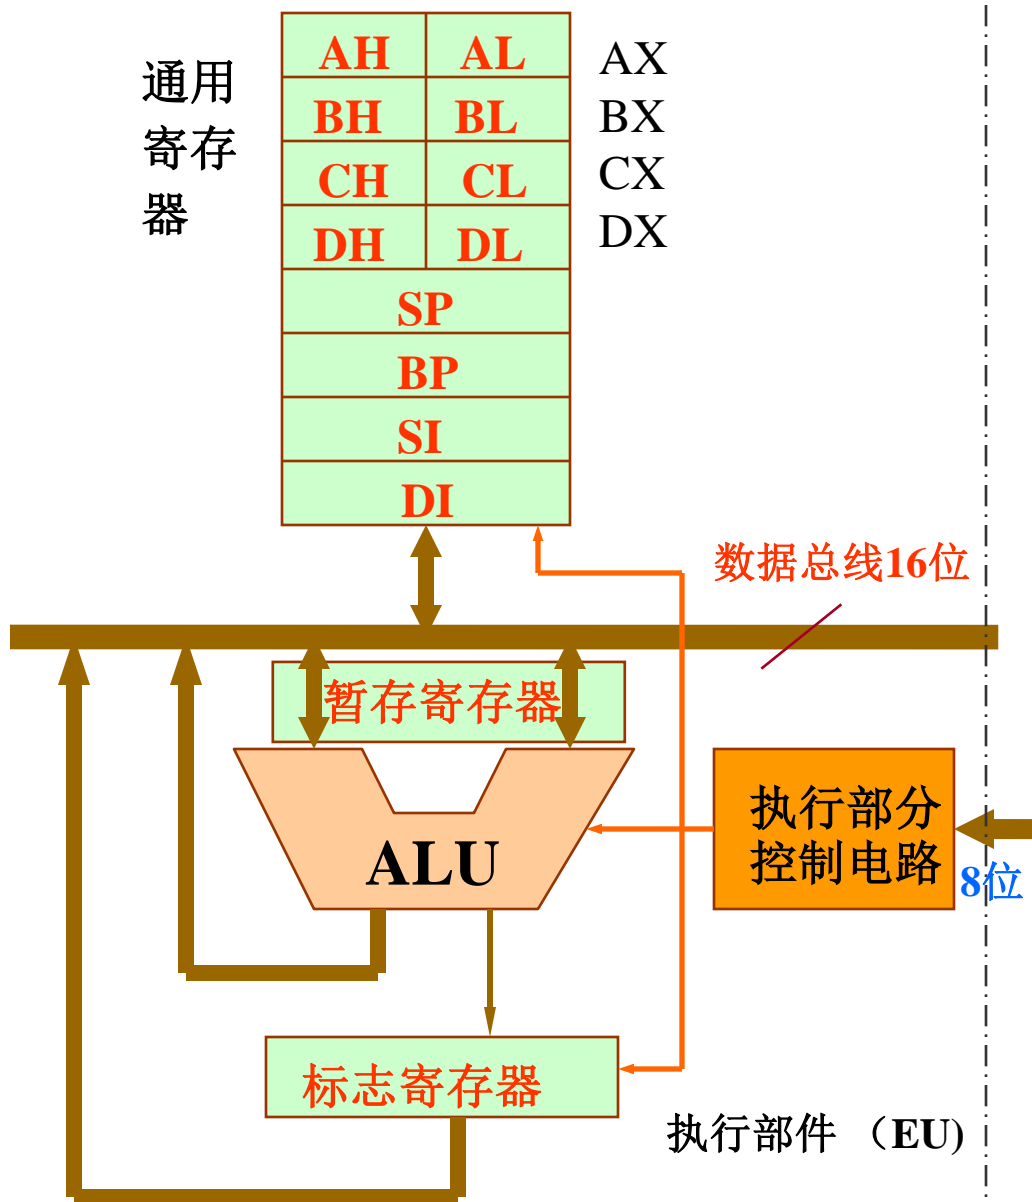 通用
寄存
器
AH AL AX
BH BL BX
CH CL CX
DH DL DX
SP
BP
SI
DI
数据总线16位
暂存寄存器
ALU
执行部分
控制电路
8位
标志寄存器
执行部件 （EU)